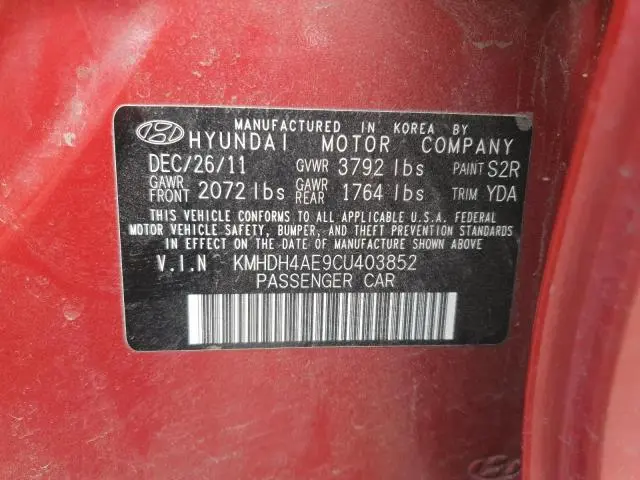 MANUFACTURED IN KOREA BY
HYUNDAI MOTOR COMPANY
DEC/26/11 GVWR 3792 lbs PAINT S2R
GAWR FRONT 2072 lbs GAWR REAR 1764 lbs TRIM YDA
THIS VEHICLE CONFORMS TO ALL APPLICABLE U.S.A. FEDERAL
MOTOR VEHICLE SAFETY, BUMPER, AND THEFT PREVENTION STANDARDS
IN EFFECT ON THE DATE OF MANUFACTURE SHOWN ABOVE.
V.I.N KMHDH4AE9CU403852
PASSENGER CAR